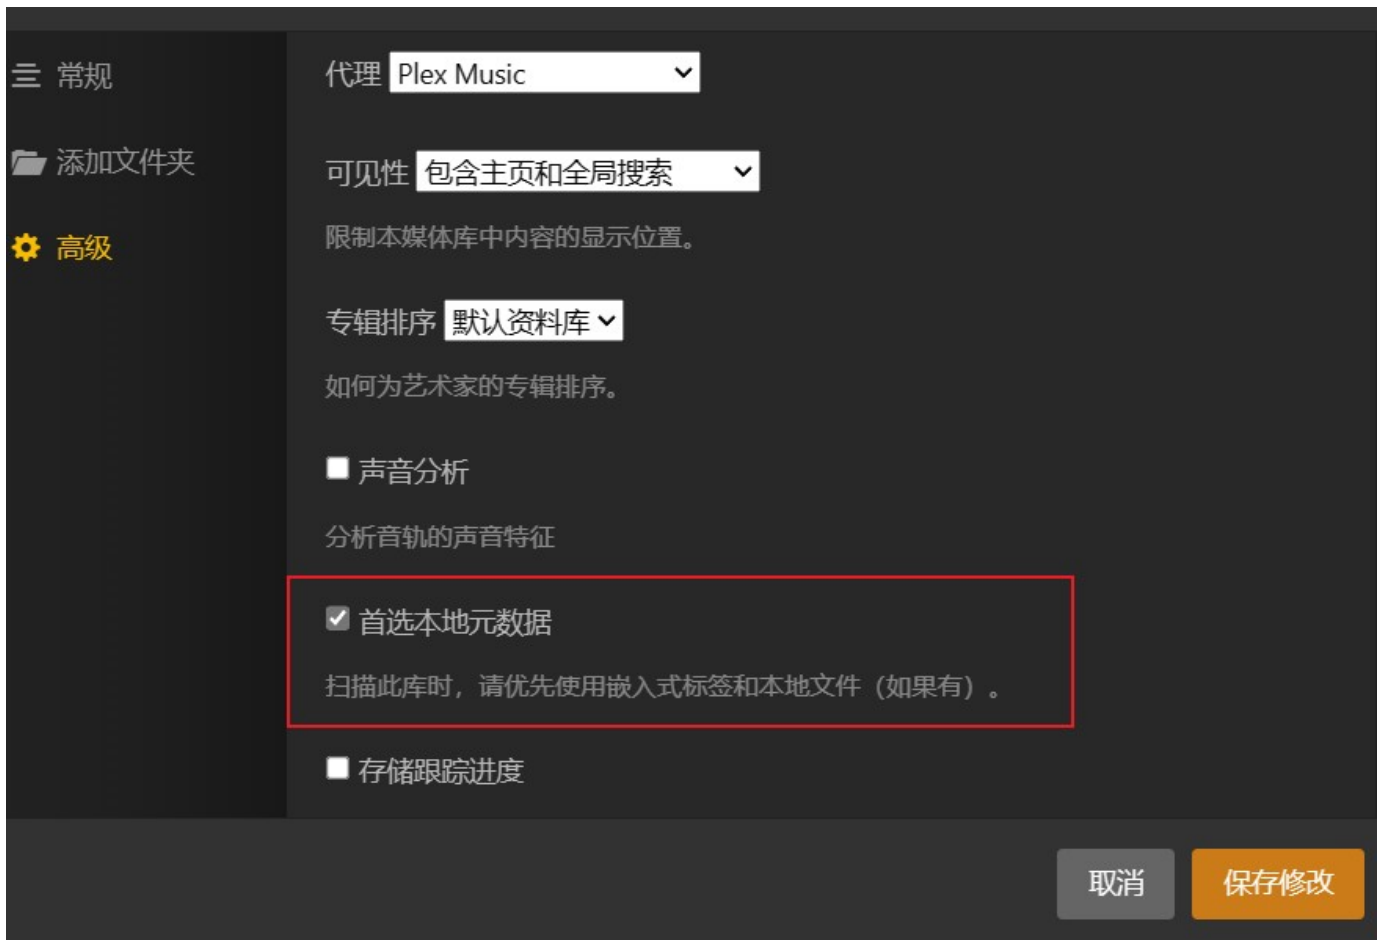 常规
添加文件夹
高级
代理 Plex Music
可见性 包含主页和全局搜索
限制本媒体库中内容的显示位置。
专辑排序 默认资料库
如何为艺术家的专辑排序。
声音分析
分析音轨的声音特征
首选本地元数据
扫描此库时，请优先使用嵌入式标签和本地文件（如果有）。
存储跟踪进度
取消 保存修改